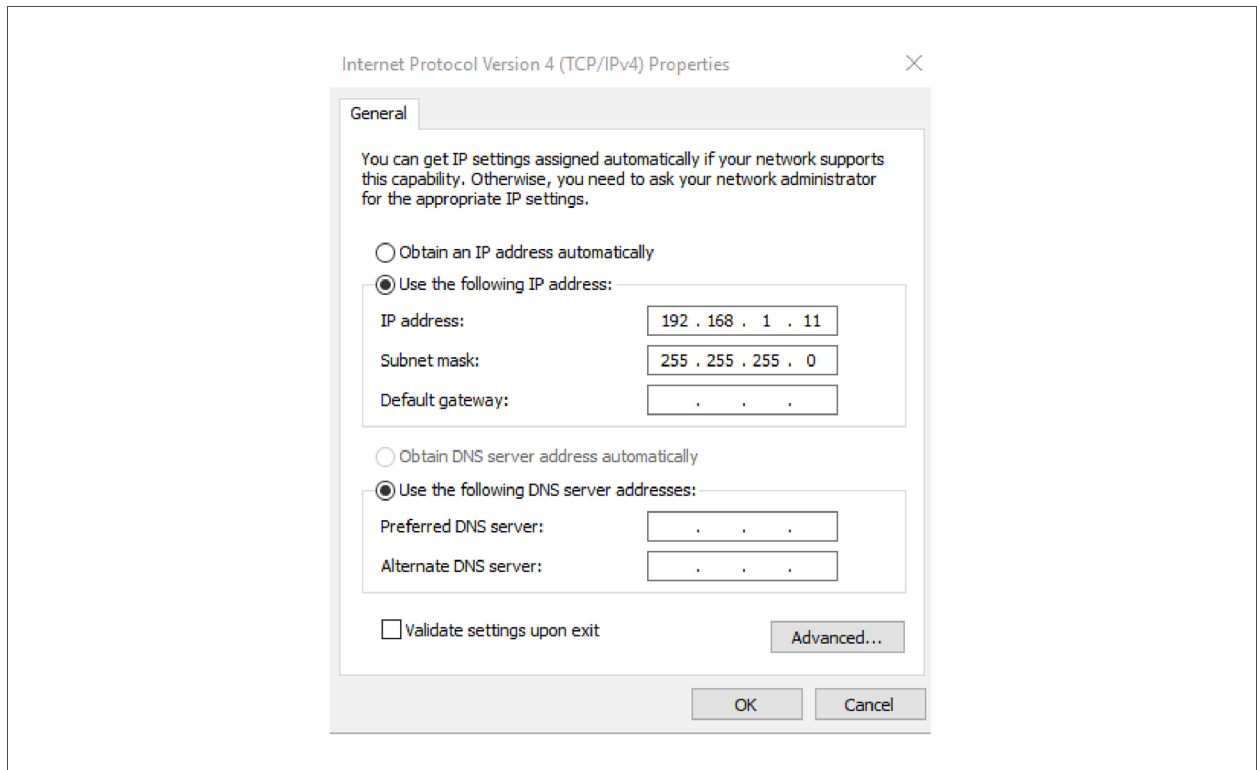 Internet Protocol Version 4 (TCP/IPv4) Properties
General
You can get IP settings assigned automatically if your network supports
this capability. Otherwise, you need to ask your network administrator
for the appropriate IP settings.
Obtain an IP address automatically
Use the following IP address:
IP address: 192 . 168 . 1 . 11
Subnet mask: 255 . 255 . 255 . 0
Default gateway: . . .
Obtain DNS server address automatically
Use the following DNS server addresses:
Preferred DNS server: . . .
Alternate DNS server: . . .
Validate settings upon exit
Advanced...
OK Cancel